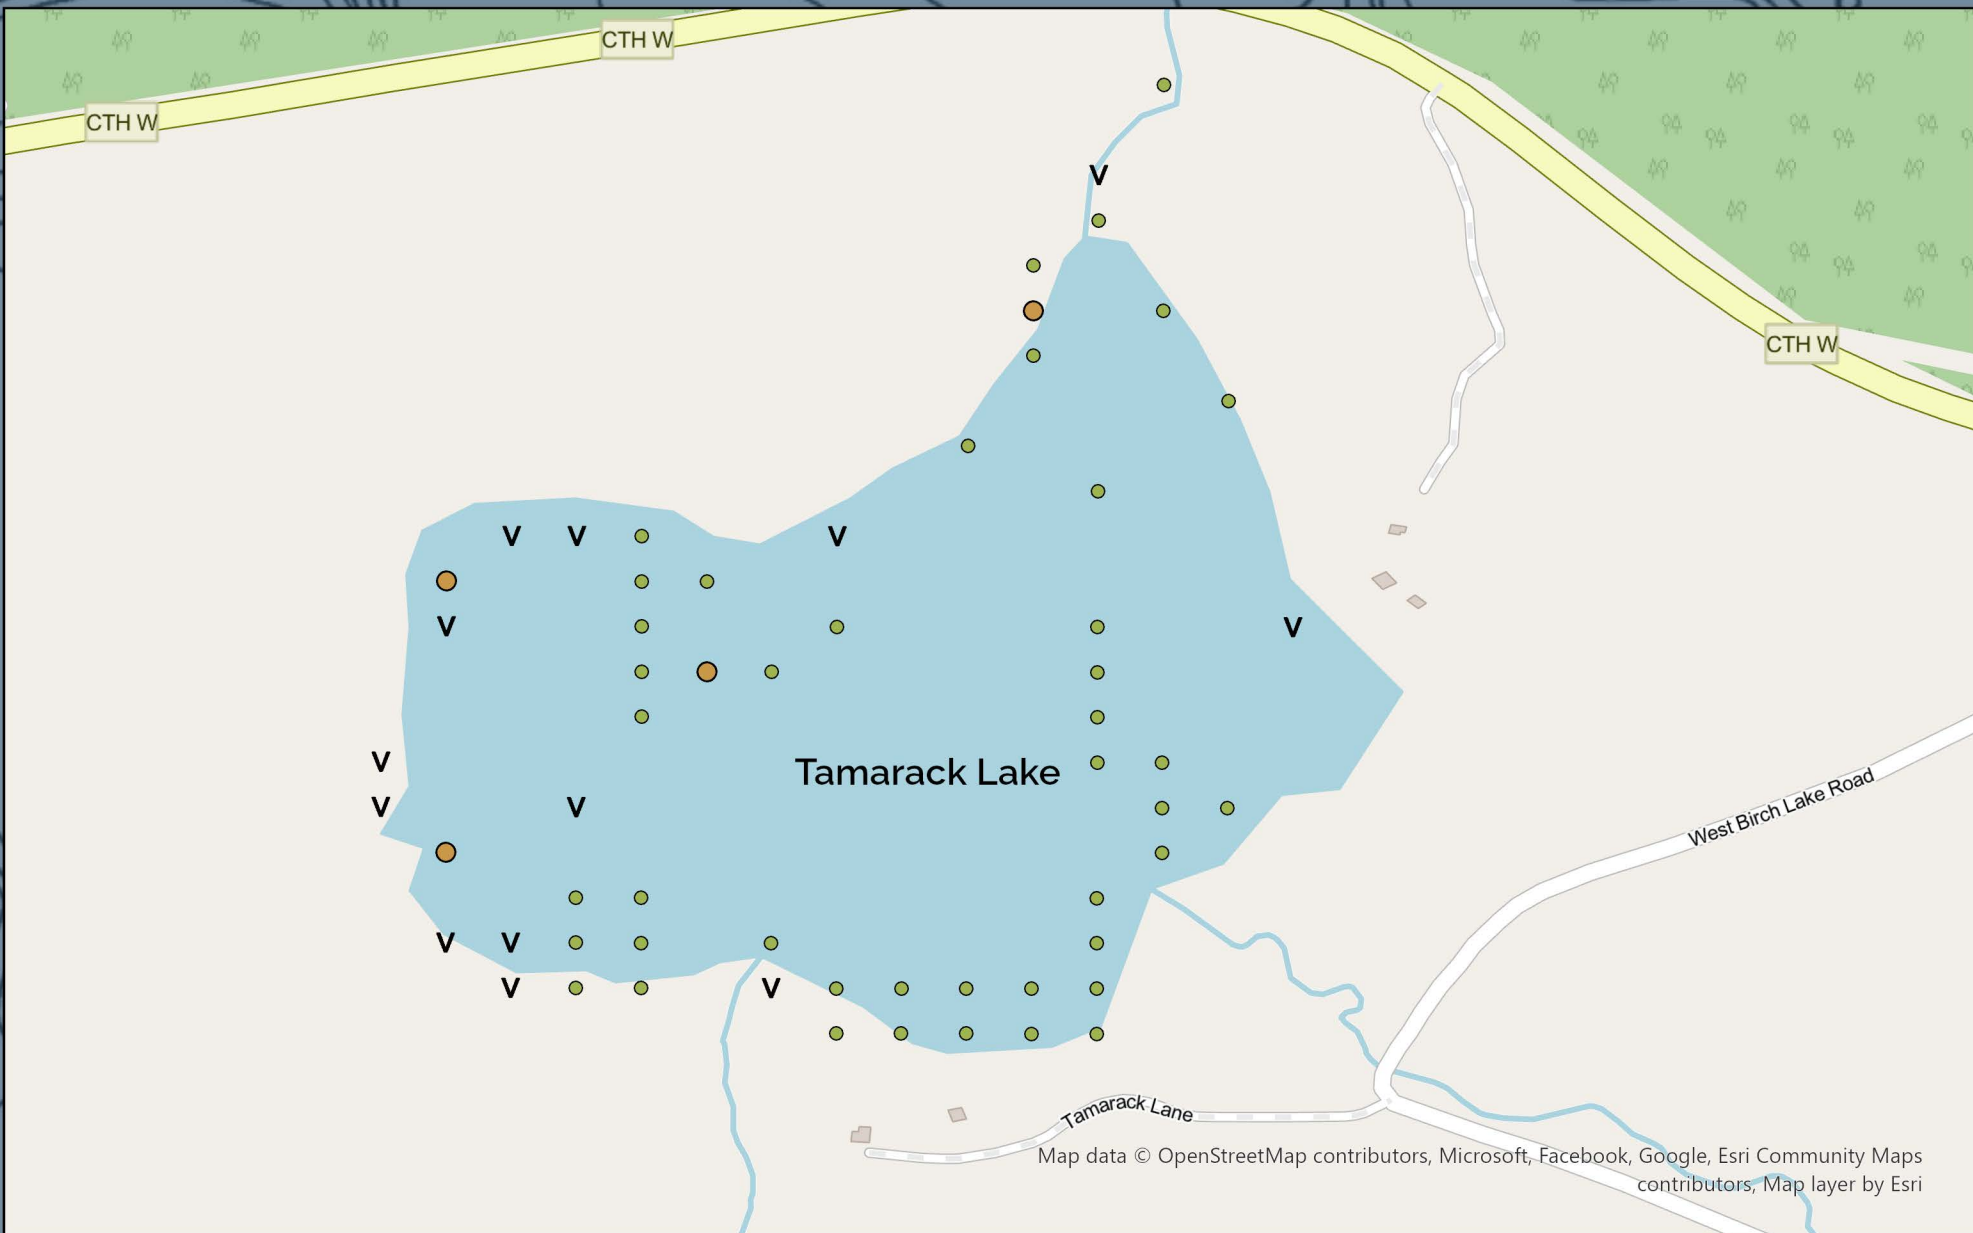 CTH W
CTH W
V
CTH W
V V V
V V
V
V V
V V
V V
Tamarack Lake
West Birch Lake Road
Tamarack Lane
Map data © OpenStreetMap contributors, Microsoft, Facebook, Google, Esri Community Maps
contributors, Map layer by Esri